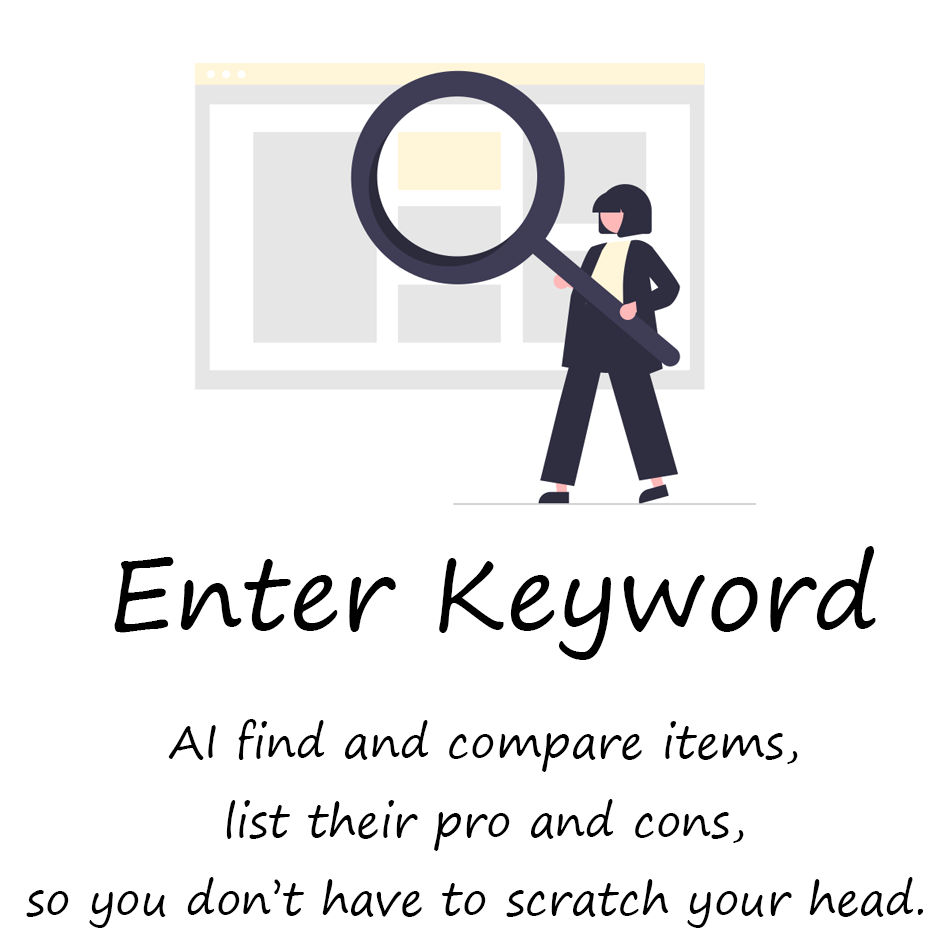 Enter Keyword
AI find and compare items,
list their pro and cons,
so you don't have to scratch your head.